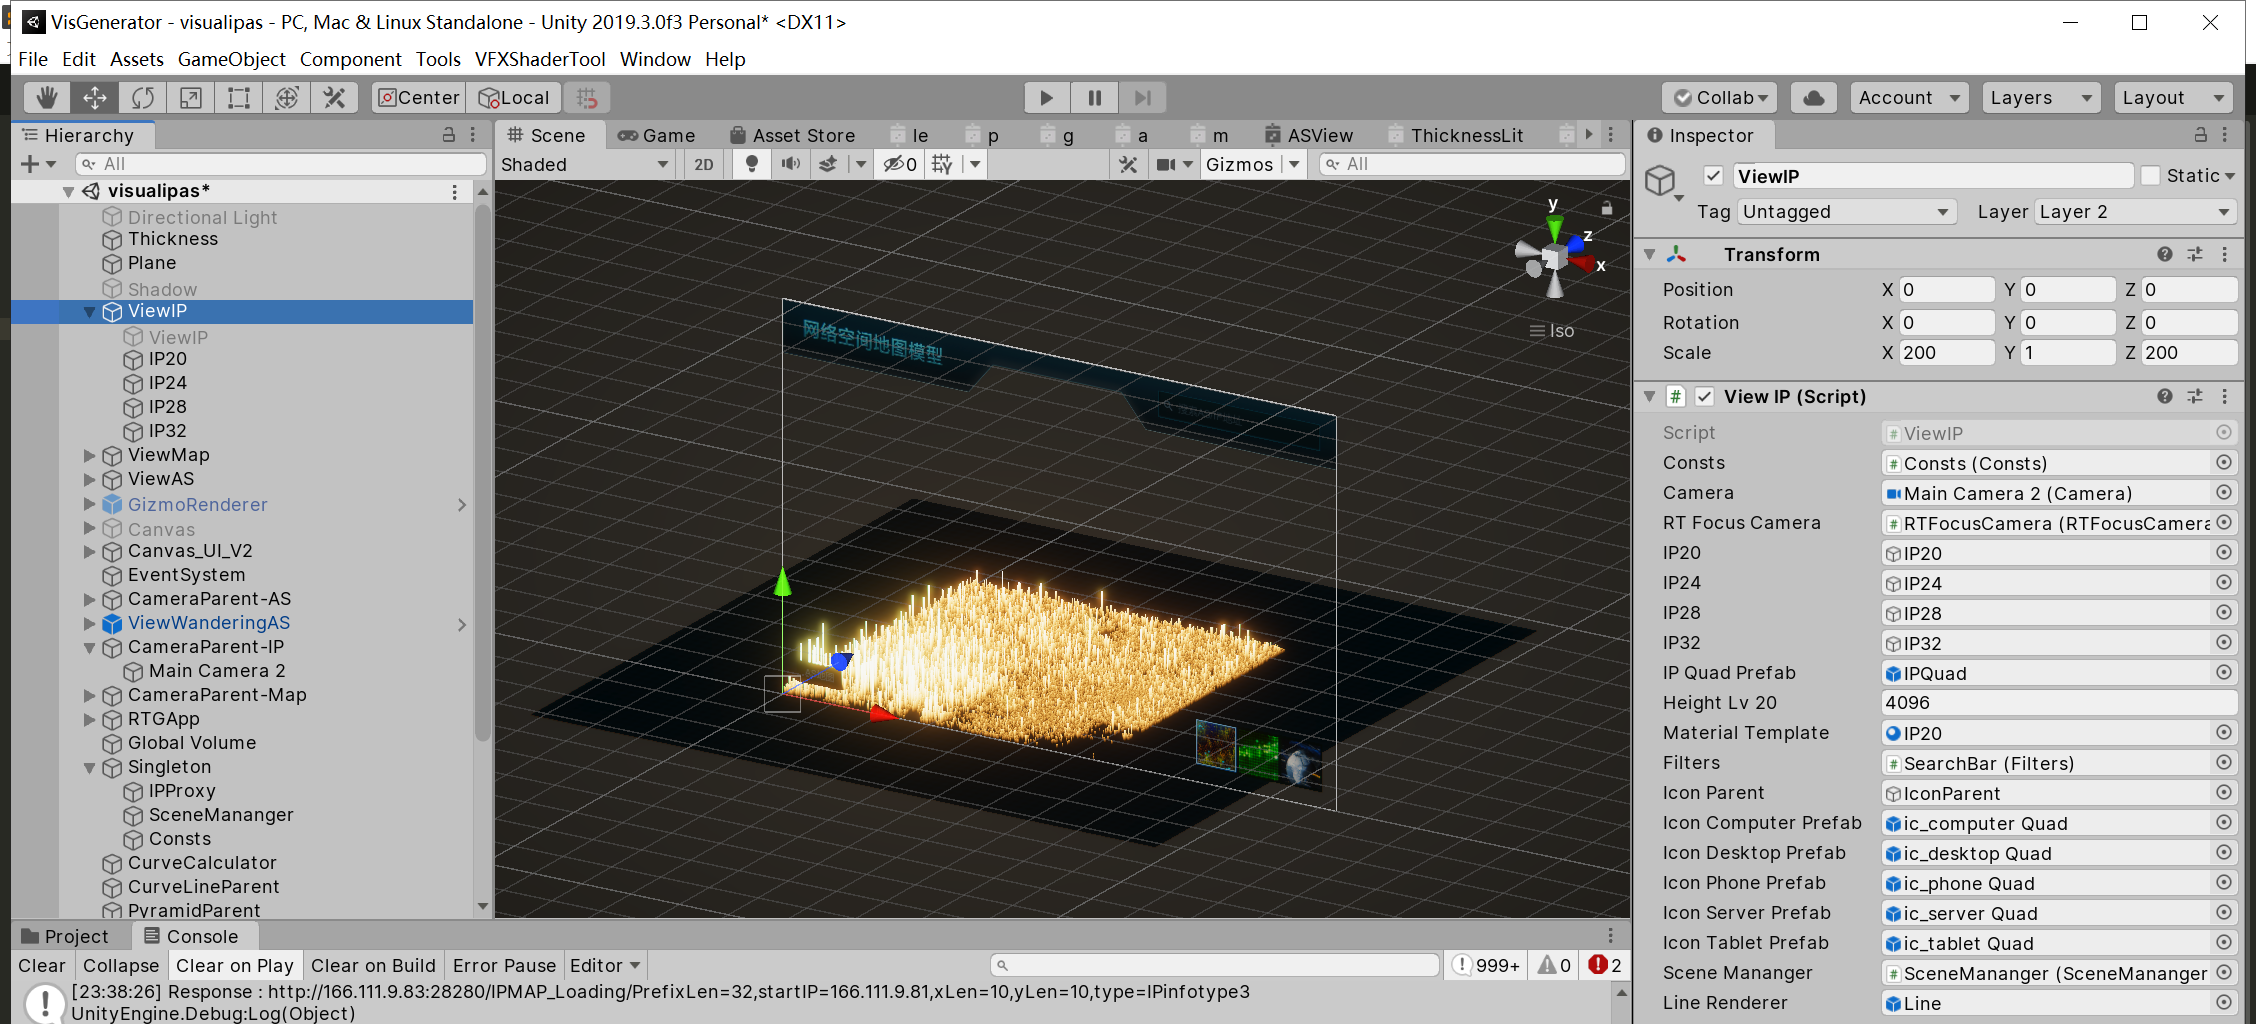 VisGenerator - visualipas - PC, Mac & Linux Standalone - Unity 2019.3.0f3 Personal* <DX11>
File Edit Assets GameObject Component Tools VFXShaderTool Window Help
Center Local Collab Account Layers Layout
Hierarchy
All
visualipas*
Directional Light
Thickness
Plane
Shadow
ViewIP
ViewIP
IP20
IP24
IP28
IP32
ViewMap
ViewAS
GizmoRenderer
Canvas
Canvas_UI_V2
EventSystem
CameraParent-AS
ViewWanderingAS
CameraParent-IP
Main Camera 2
CameraParent-Map
RTGApp
Global Volume
Singleton
IPProxy
SceneMananger
Consts
CurveCalculator
CurveLineParent
PyramidParent
Scene Game Asset Store le p g a m ASView ThicknessLit
Shaded 2D 0 Gizmos All
y
z
x
Iso
网络空间地图模型
Inspector
ViewIP Static
Tag Untagged Layer Layer 2
Transform
Position X 0 Y 0 Z 0
Rotation X 0 Y 0 Z 0
Scale X 200 Y 1 Z 200
# View IP (Script)
Script # ViewIP
Consts # Consts (Consts)
Camera Main Camera 2 (Camera)
RT Focus Camera # RTFocusCamera (RTFocusCamera
IP20 IP20
IP24 IP24
IP28 IP28
IP32 IP32
IP Quad Prefab IPQuad
Height Lv 20 4096
Material Template IP20
Filters # SearchBar (Filters)
Icon Parent IconParent
Icon Computer Prefab ic_computer Quad
Icon Desktop Prefab ic_desktop Quad
Icon Phone Prefab ic_phone Quad
Icon Server Prefab ic_server Quad
Icon Tablet Prefab ic_tablet Quad
Scene Mananger # SceneMananger (SceneMananger
Line Renderer Line
Project Console
Clear Collapse Clear on Play Clear on Build Error Pause Editor 999+ 0 2
[23:38:26] Response : http://166.111.9.83:28280/IPMAP_Loading/PrefixLen=32,startIP=166.111.9.81,xLen=10,yLen=10,type=IPinfotype3
UnityEngine.Debug:Log(Object)